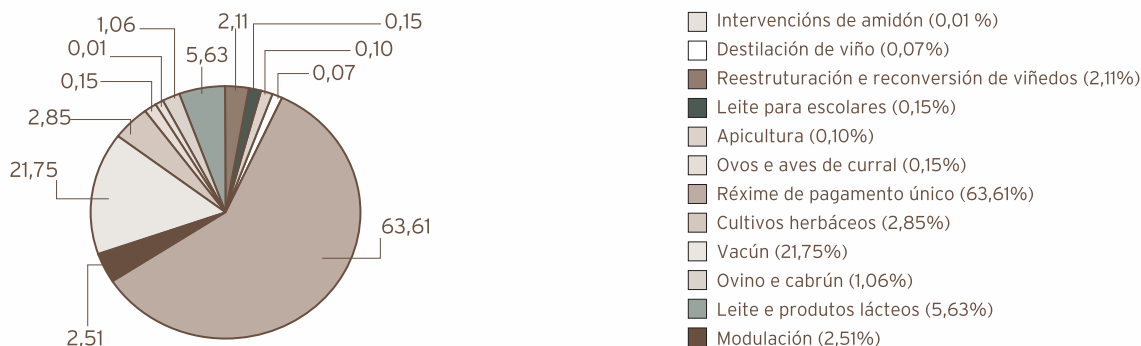 1,06
2,11
0,15
0,01
5,63
0,10
0,15
0,07
2,85
21,75
63,61
2,51
Intervencións de amidón (0,01 %)
Destilación de viño (0,07%)
Reestruturación e reconversión de viñedos (2,11%)
Leite para escolares (0,15%)
Apicultura (0,10%)
Ovos e aves de curral (0,15%)
Réxime de pagamento único (63,61%)
Cultivos herbáceos (2,85%)
Vacún (21,75%)
Ovino e cabrún (1,06%)
Leite e produtos lácteos (5,63%)
Modulación (2,51%)